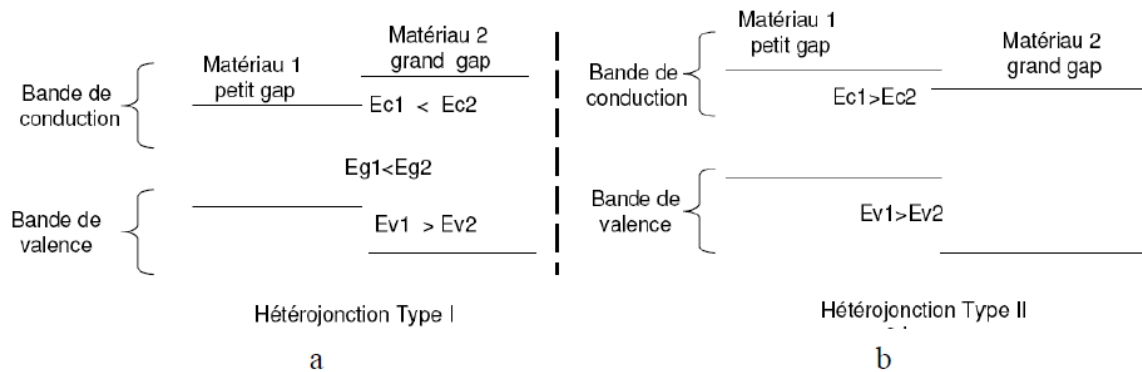 Matériau 1
petit gap
Matériau 2
grand gap
Bande de
conduction
Ec1 < Ec2
Eg1<Eg2
Bande de
valence
Ev1 > Ev2
Hétérojonction Type I
a
Matériau 1
petit gap
Matériau 2
grand gap
Bande de
conduction
Ec1>Ec2
Bande de
valence
Ev1>Ev2
Hétérojonction Type II
b